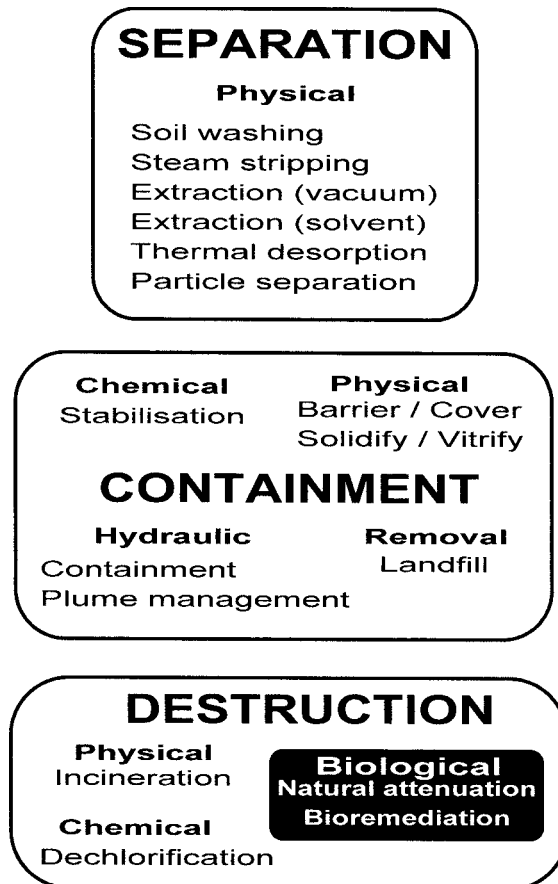 SEPARATION
Physical
Soil washing
Steam stripping
Extraction (vacuum)
Extraction (solvent)
Thermal desorption
Particle separation
Chemical
Stabilisation
Physical
Barrier / Cover
Solidify / Vitrify
CONTAINMENT
Hydraulic
Containment
Plume management
Removal
Landfill
DESTRUCTION
Physical
Incineration
Chemical
Dechlorification
Biological
Natural attenuation
Bioremediation